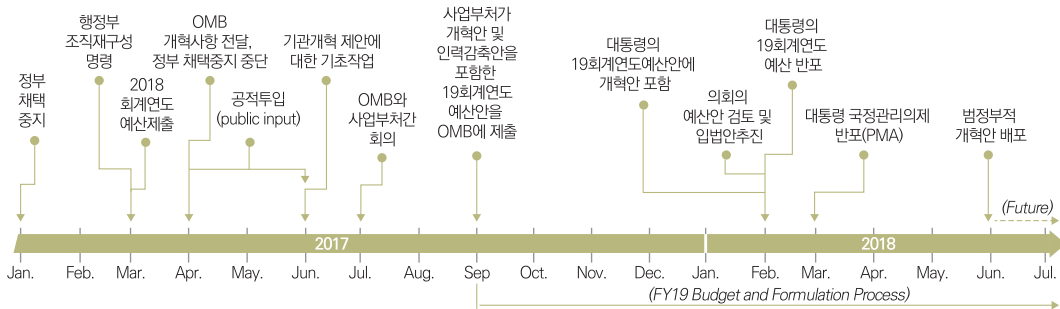 정부
채택
중지
행정부
조직재구성
명령
2018
회계연도
예산제출
OMB
개혁사항 전달,
정부 채택중지 중단
공적투입
(public input)
기관개혁 제안에
대한 기초작업
OMB와
사업부처간
회의
사업부처가
개혁안 및
인력감축안을
포함한
19회계연도
예산안을
OMB에 제출
대통령의
19회계연도예산안에
개혁안 포함
의회의
예산안 검토 및
입법안추진
대통령의
19회계연도
예산 반포
대통령 국정관리의제
반포(PMA)
범정부적
개혁안 배포
(Future)
2017
2018
Jan.
Feb.
Mar.
Apr.
May.
Jun.
Jul.
Aug.
Sep
Oct.
Nov.
Dec.
Jan.
Feb.
Mar.
Apr.
May.
Jun.
Jul.
(FY19 Budget and Formulation Process)